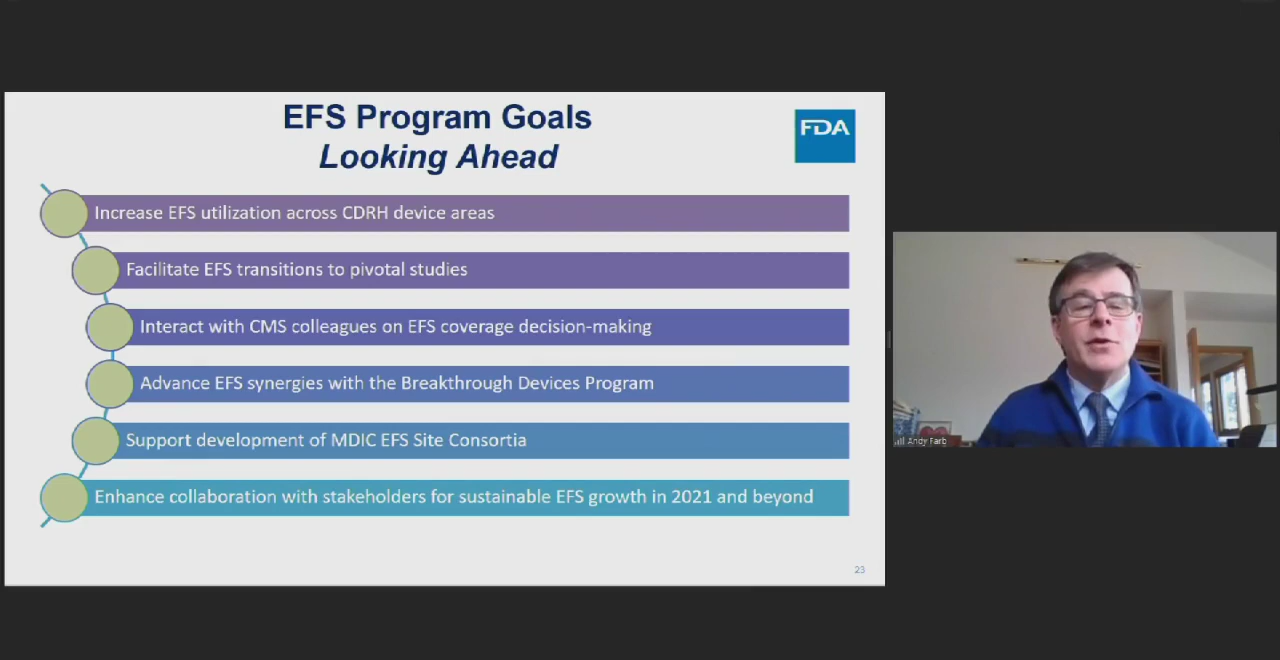 EFS Program Goals
Looking Ahead
FDA
Increase EFS utilization across CDRH device areas
Facilitate EFS transitions to pivotal studies
Interact with CMS colleagues on EFS coverage decision-making
Advance EFS synergies with the Breakthrough Devices Program
Support development of MDIC EFS Site Consortia
Enhance collaboration with stakeholders for sustainable EFS growth in 2021 and beyond
23
Andy Farb